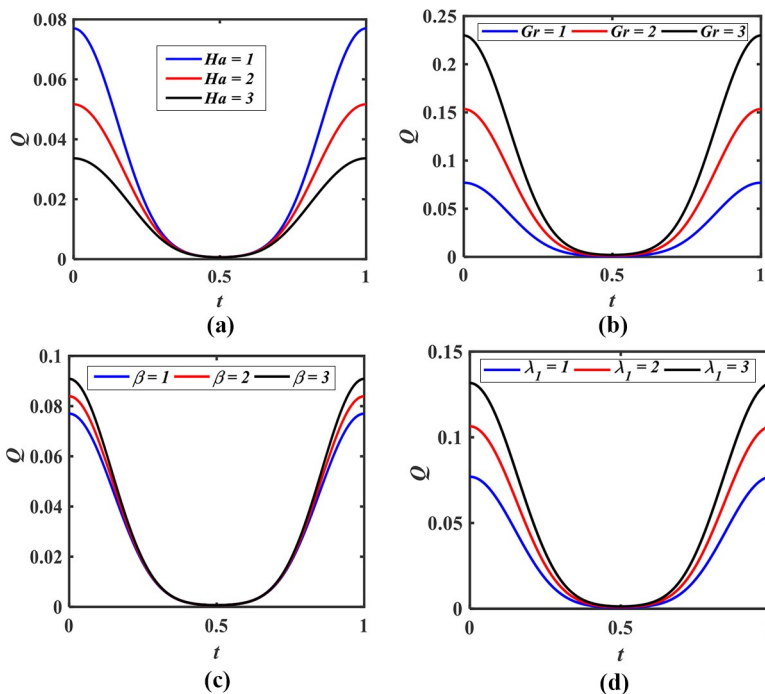 0.08
0.06
0.04
0.02
0
Q
Ha = 1
Ha = 2
Ha = 3
0 0.5 1
t
(a)
0.25
0.2
0.15
0.1
0.05
0
Q
Gr = 1 Gr = 2 Gr = 3
0 0.5 1
t
(b)
0.1
0.08
0.06
0.04
0.02
0
Q
β = 1 β = 2 β = 3
0 0.5 1
t
(c)
0.15
0.1
0.05
0
Q
λ₁ = 1 λ₁ = 2 λ₁ = 3
0 0.5
t
(d)